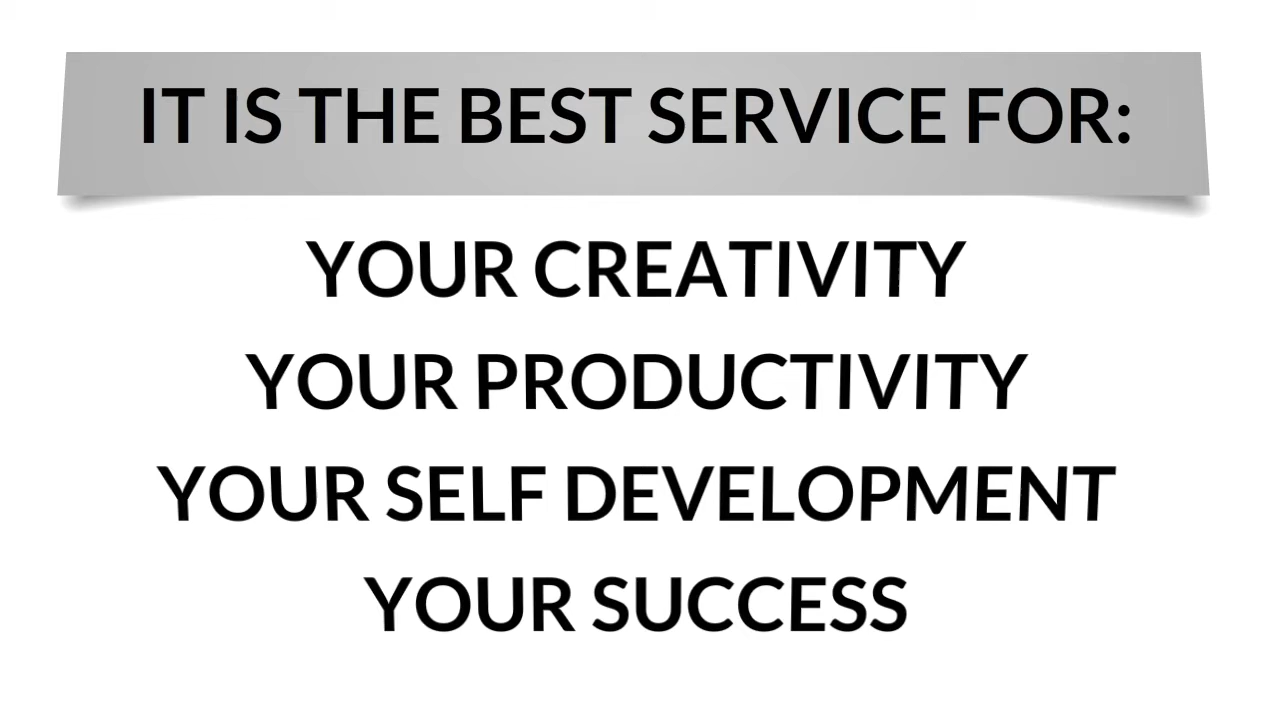 IT IS THE BEST SERVICE FOR:
YOUR CREATIVITY
YOUR PRODUCTIVITY
YOUR SELF DEVELOPMENT
YOUR SUCCESS